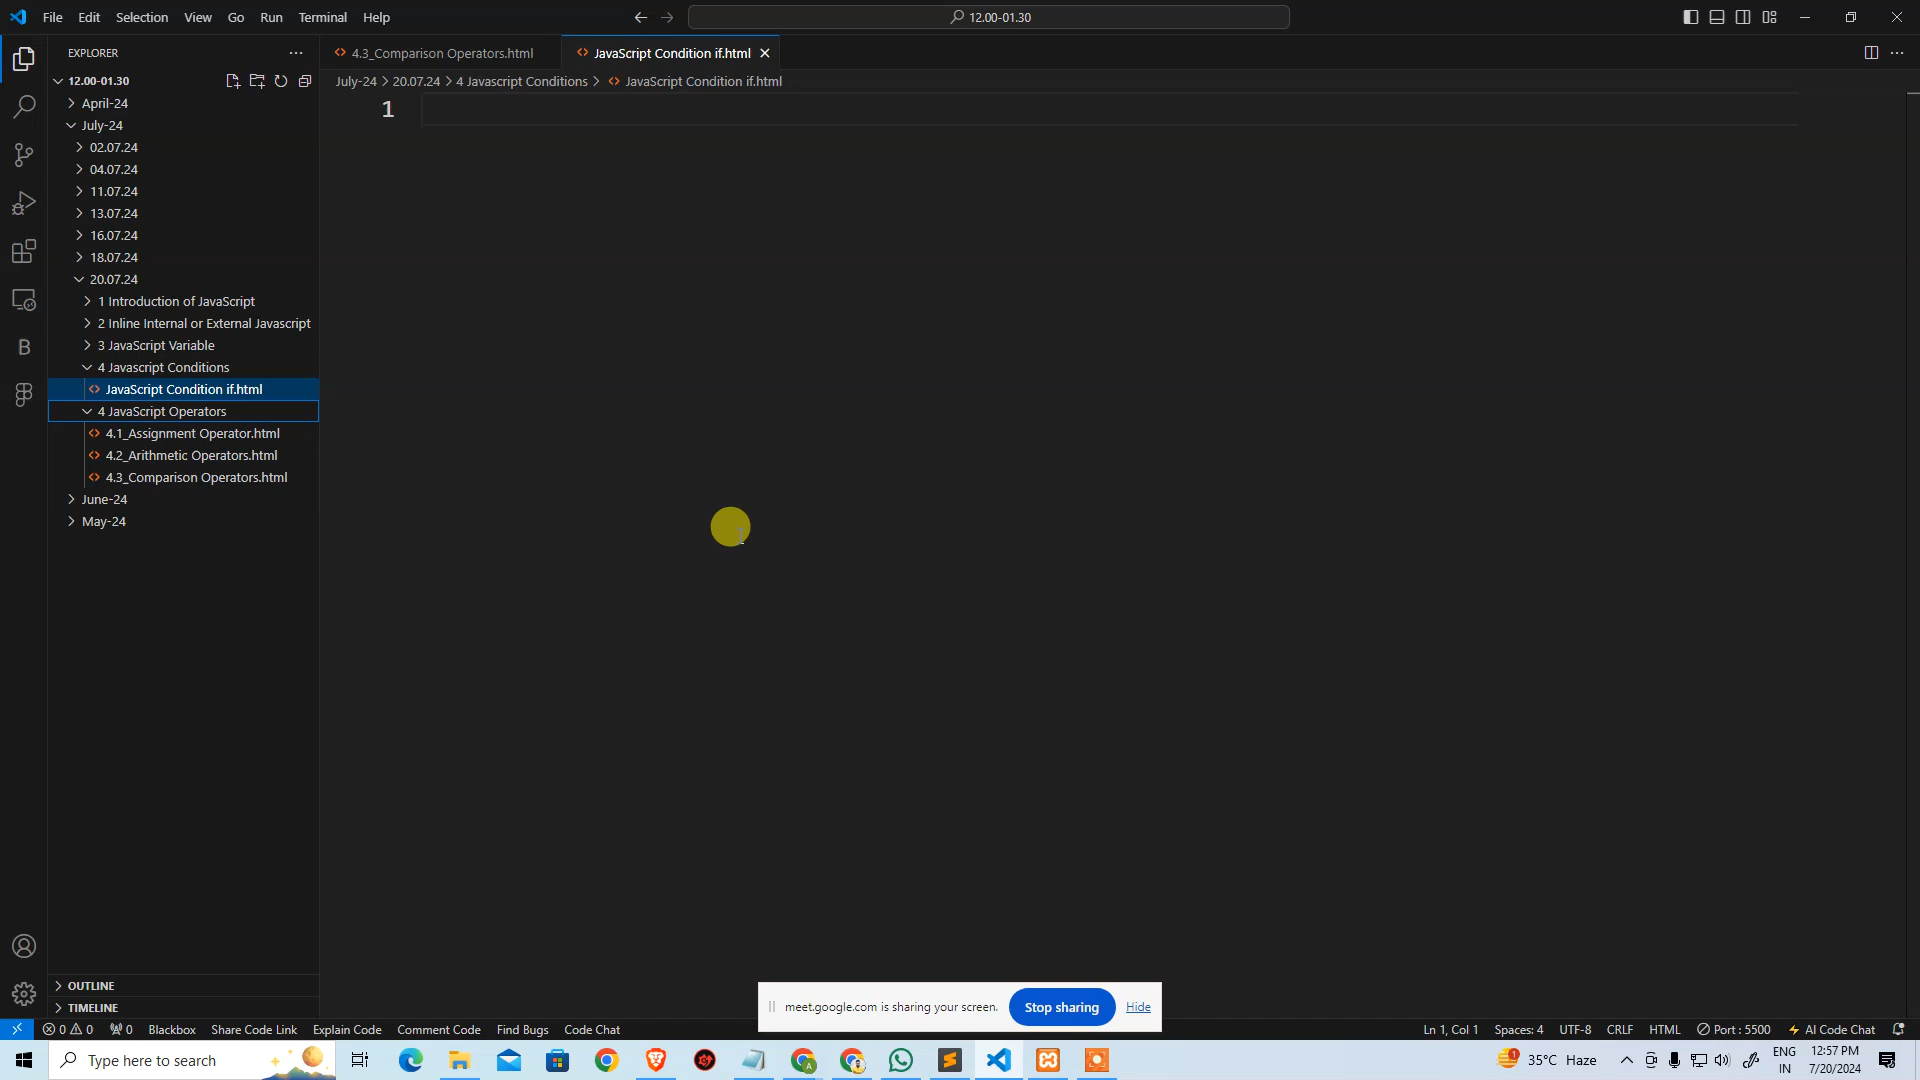 File Edit Selection View Go Run Terminal Help
12.00-01.30
EXPLORER
4.3_Comparison Operators.html
JavaScript Condition if.html
12.00-01.30
July-24 > 20.07.24 > 4 Javascript Conditions > JavaScript Condition if.html
April-24
July-24
02.07.24
04.07.24
11.07.24
13.07.24
16.07.24
18.07.24
20.07.24
1 Introduction of JavaScript
2 Inline Internal or External Javascript
3 JavaScript Variable
4 Javascript Conditions
JavaScript Condition if.html
4 JavaScript Operators
4.1_Assignment Operator.html
4.2_Arithmetic Operators.html
4.3_Comparison Operators.html
June-24
May-24
1
B
OUTLINE
TIMELINE
meet.google.com is sharing your screen. Stop sharing Hide
0 0 0 Blackbox Share Code Link Explain Code Comment Code Find Bugs Code Chat
Ln 1, Col 1 Spaces: 4 UTF-8 CRLF HTML Port : 5500 AI Code Chat
Type here to search
A
1
35°C Haze
ENG
IN
12:57 PM
7/20/2024